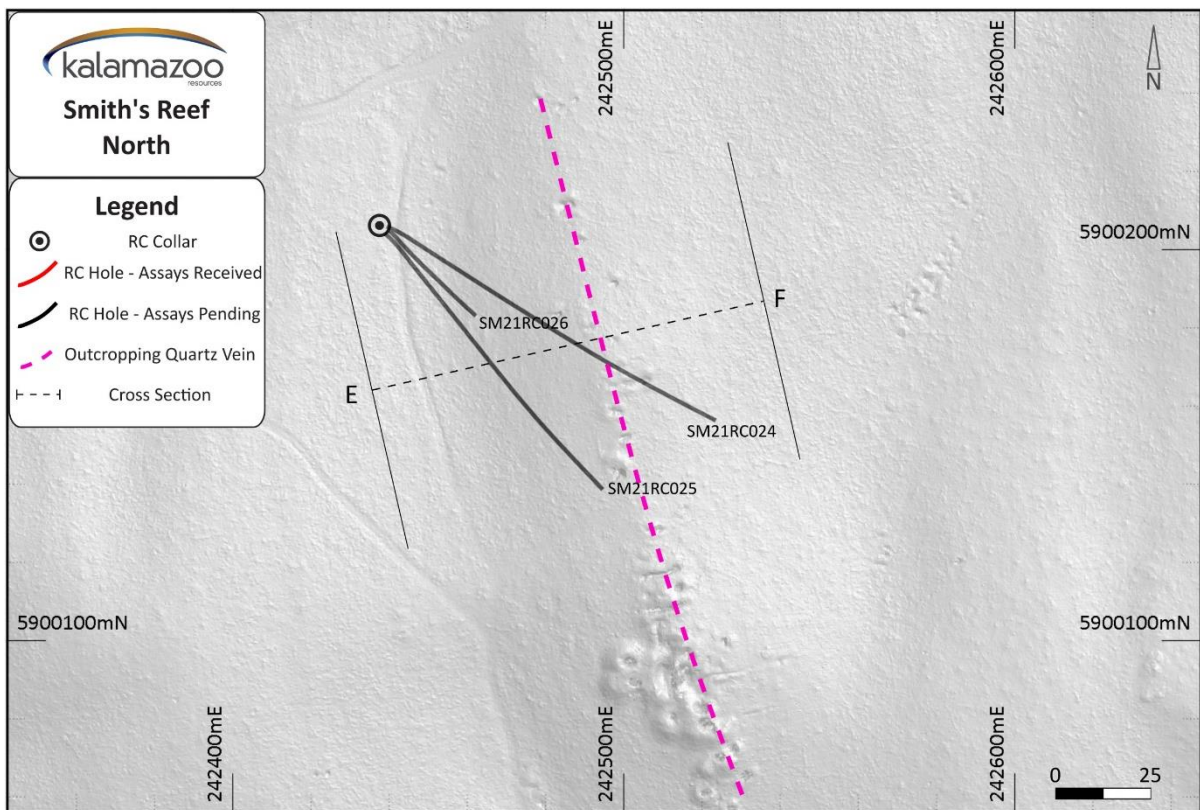 kalamazoo
resources
Smith's Reef
North
Legend
RC Collar
RC Hole - Assays Received
RC Hole - Assays Pending
Outcropping Quartz Vein
Cross Section
242500mE
242600mE
N
5900200mN
5900200mN
F
SM21RC026
E
SM21RC024
SM21RC025
5900100mN
5900100mN
242400mE
242500mE
242600mE
0 25